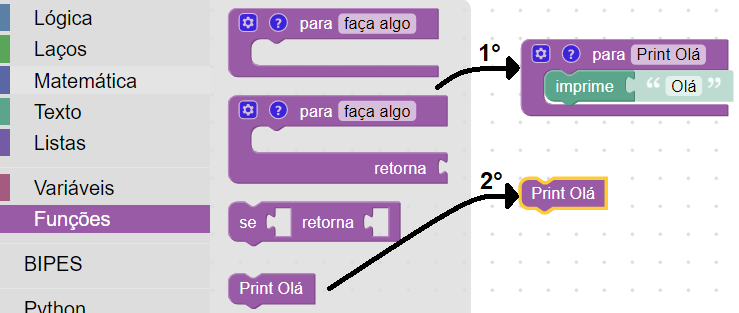 Lógica
Laços
Matemática
Texto
Listas
Variáveis
Funções
BIPES
Python
? para faça algo
? para faça algo
retorna
se retorna
Print Olá
1°
2°
? para Print Olá
imprime “ Olá ”
Print Olá